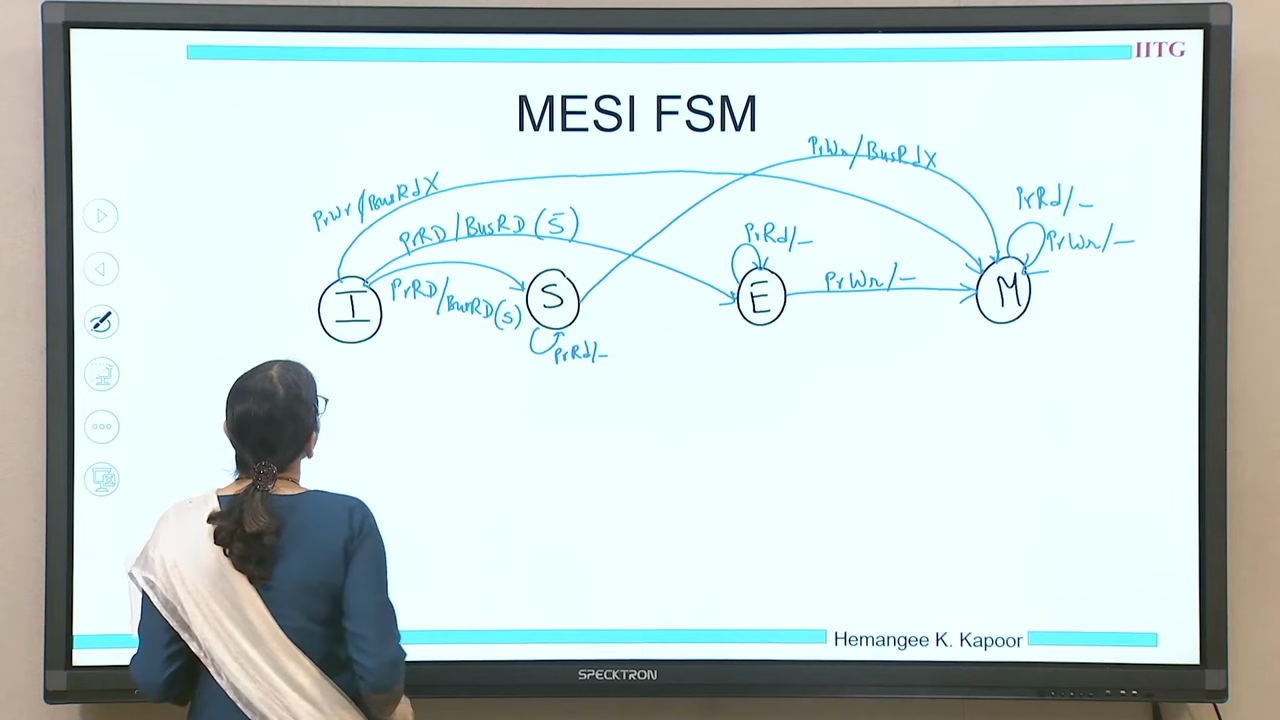 IITG
MESI FSM
PrWr/BusRdX
PrWr/BusRdX
PrRD/BusRD(S̅)
PrRD/BusRD(S)
PrRd/–
PrWr/–
PrRd/–
PrWr/–
PrRd/–
I
S
E
M
Hemangee K. Kapoor
SPECKTRON